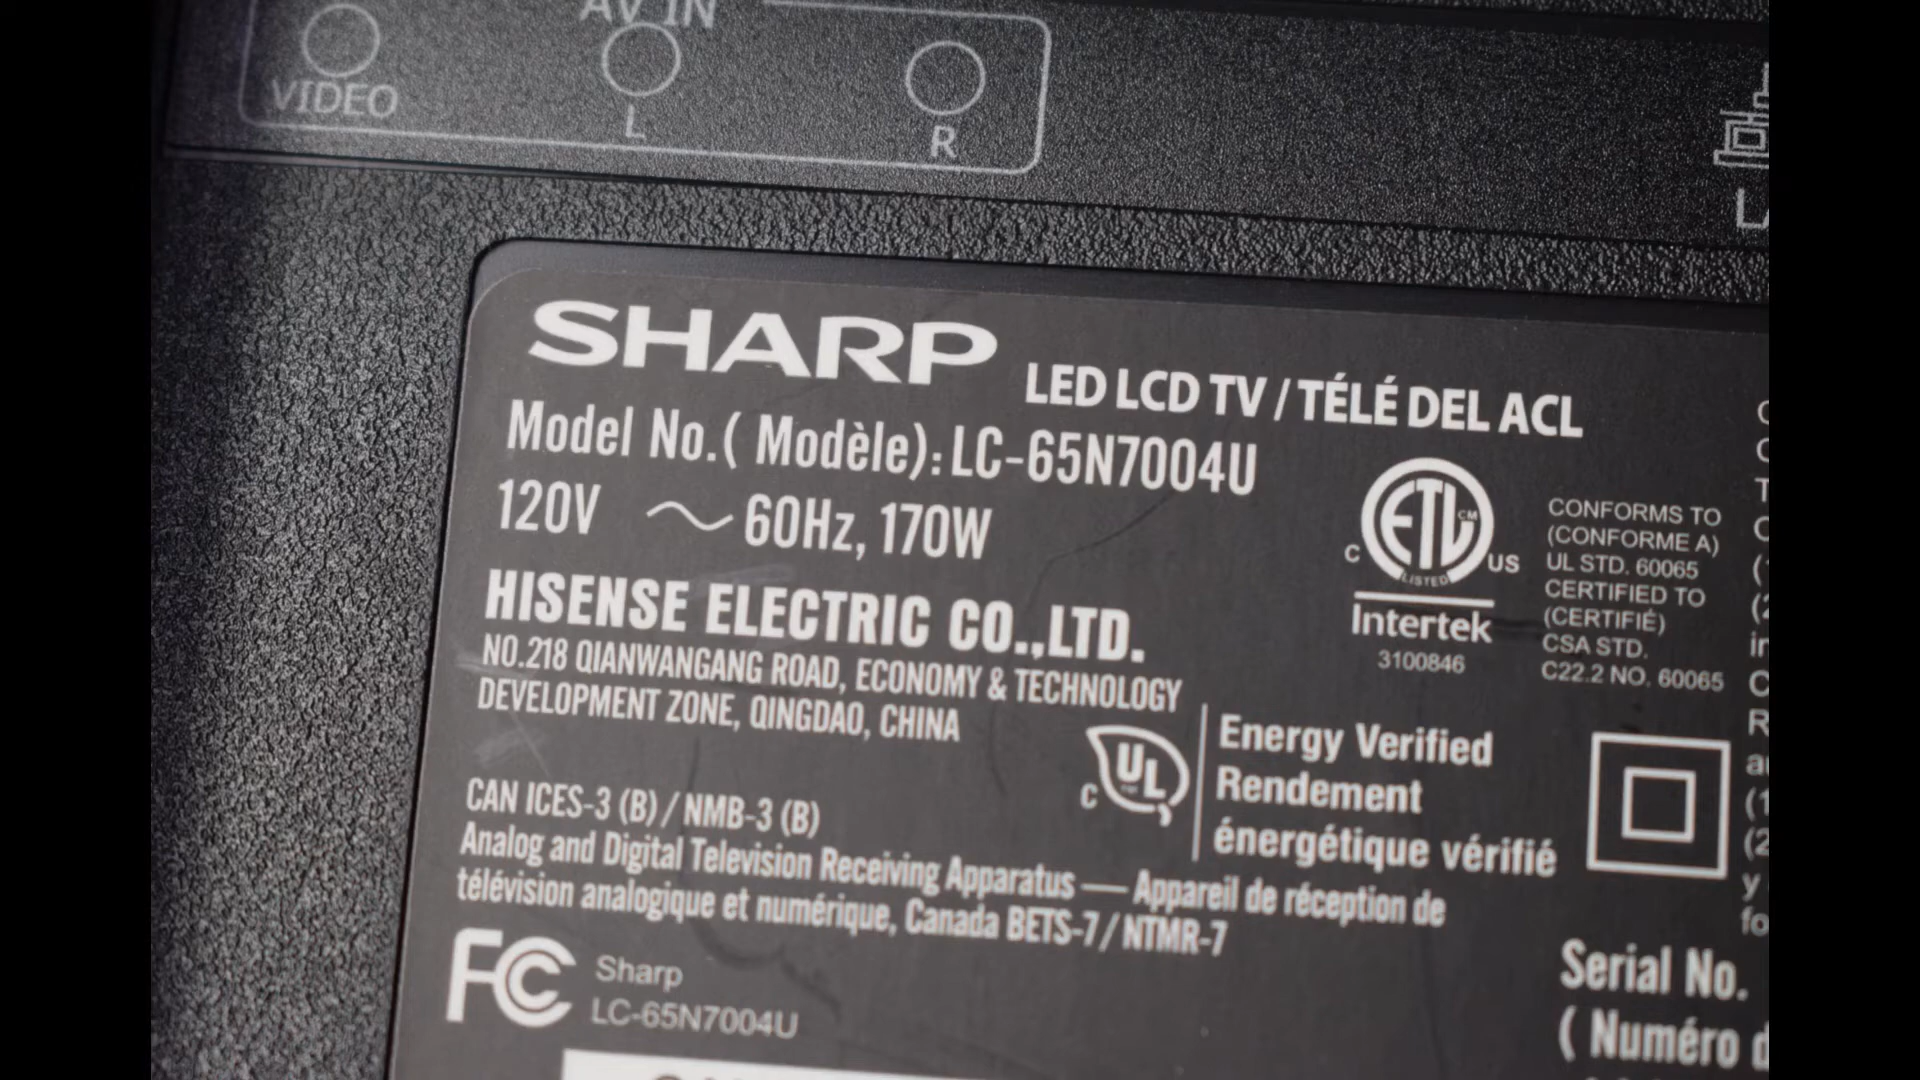 AV IN
VIDEO
L
R
SHARP LED LCD TV / TÉLÉ DEL ACL
Model No.( Modèle): LC-65N7004U
120V ~ 60Hz, 170W
HISENSE ELECTRIC CO.,LTD.
NO.218 QIANWANGANG ROAD, ECONOMY & TECHNOLOGY
DEVELOPMENT ZONE, QINGDAO, CHINA
C ETL CM US
LISTED
Intertek
3100846
CONFORMS TO
(CONFORME A)
UL STD. 60065
CERTIFIED TO
(CERTIFIÉ)
CSA STD.
C22.2 NO. 60065
C UL
Energy Verified
Rendement
énergétique vérifié
CAN ICES-3 (B) / NMB-3 (B)
Analog and Digital Television Receiving Apparatus — Appareil de réception de
télévision analogique et numérique, Canada BETS-7 / NTMR-7
FC Sharp
LC-65N7004U
Serial No.
( Numéro